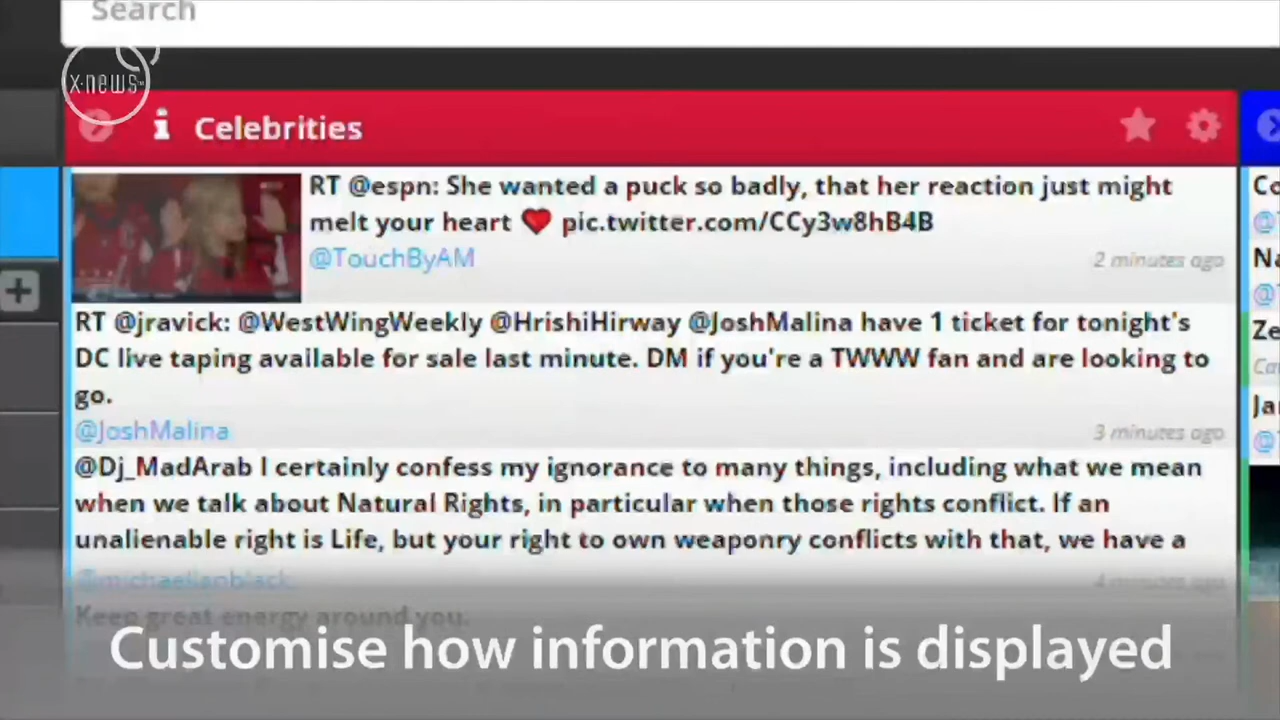 Search
x·news
Celebrities
RT @espn: She wanted a puck so badly, that her reaction just might
melt your heart ❤ pic.twitter.com/CCy3w8hB4B
@TouchByAM
2 minutes ago
RT @jravick: @WestWingWeekly @HrishiHirway @JoshMalina have 1 ticket for tonight's
DC live taping available for sale last minute. DM if you're a TWWW fan and are looking to
go.
@JoshMalina
3 minutes ago
@Dj_MadArab I certainly confess my ignorance to many things, including what we mean
when we talk about Natural Rights, in particular when those rights conflict. If an
unalienable right is Life, but your right to own weaponry conflicts with that, we have a
@michaelianblack
4 minutes ago
Keep great energy around you.
Customise how information is displayed